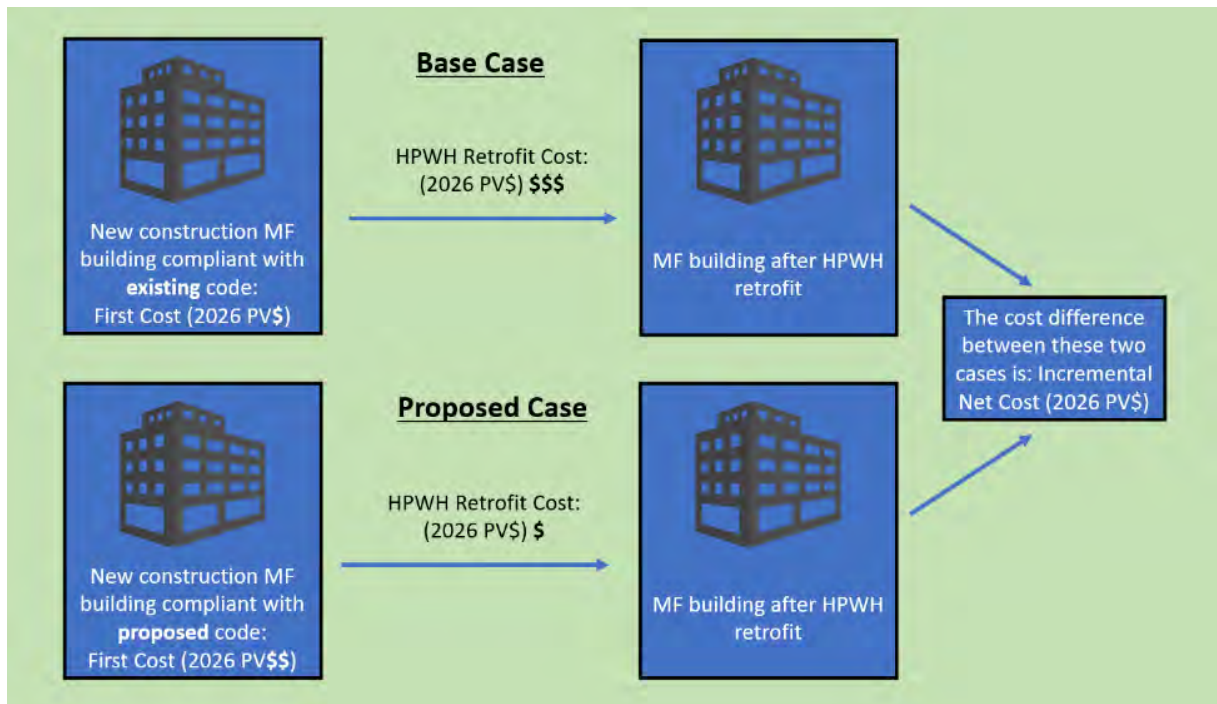 Base Case
New construction MF
building compliant with
existing code:
First Cost (2026 PV$)
HPWH Retrofit Cost:
(2026 PV$) $$$
MF building after HPWH
retrofit
Proposed Case
New construction MF
building compliant with
proposed code:
First Cost (2026 PV$$)
HPWH Retrofit Cost:
(2026 PV$) $
MF building after HPWH
retrofit
The cost difference
between these two
cases is: Incremental
Net Cost (2026 PV$)